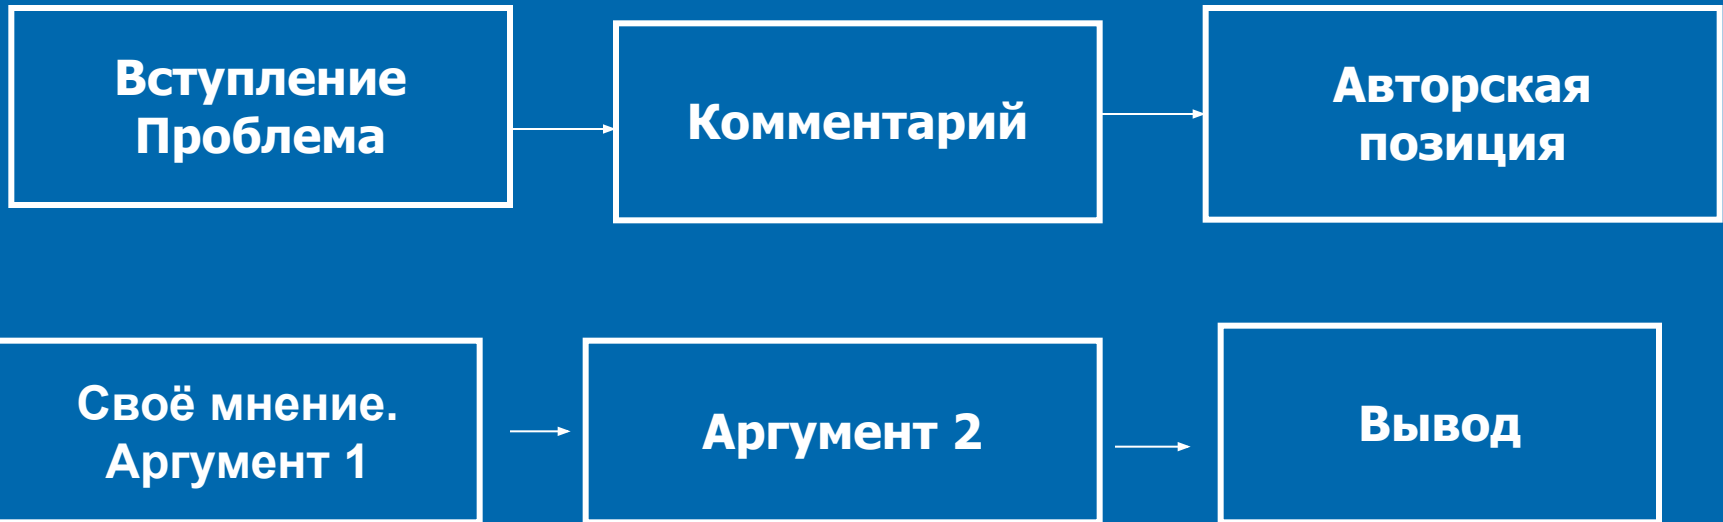 Вступление
Проблема
Комментарий
Авторская
позиция
Своё мнение.
Аргумент 1
Аргумент 2
Вывод